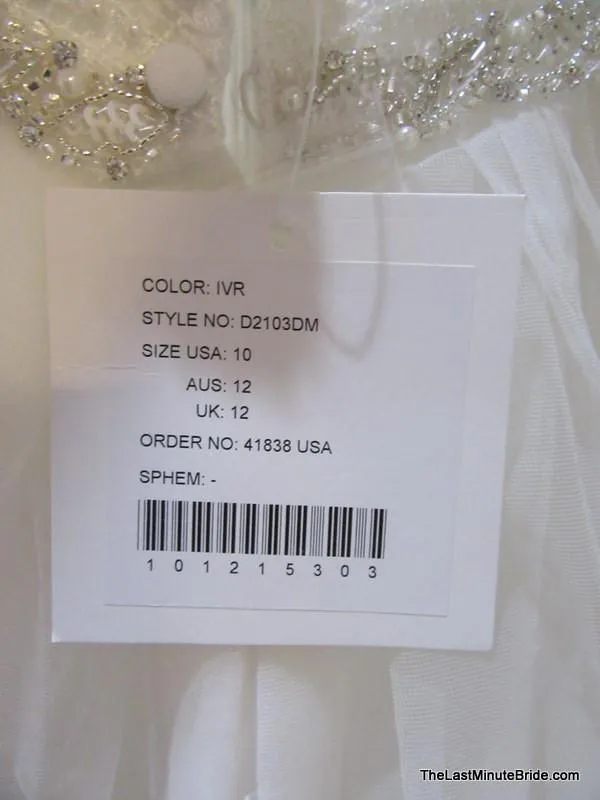 COLOR: IVR
STYLE NO: D2103DM
SIZE USA: 10
AUS: 12
UK: 12
ORDER NO: 41838 USA
SPHEM: -
1 0 1 2 1 5 3 0 3
TheLastMinuteBride.com